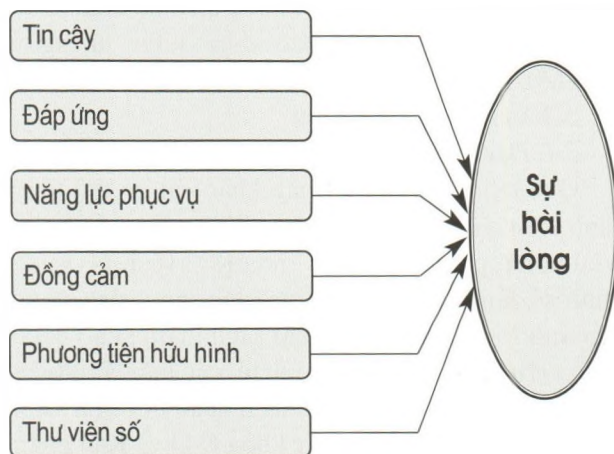 Tin cậy
Đáp ứng
Năng lực phục vụ
Đồng cảm
Phương tiện hữu hình
Thư viện số
Sự
hài
lòng